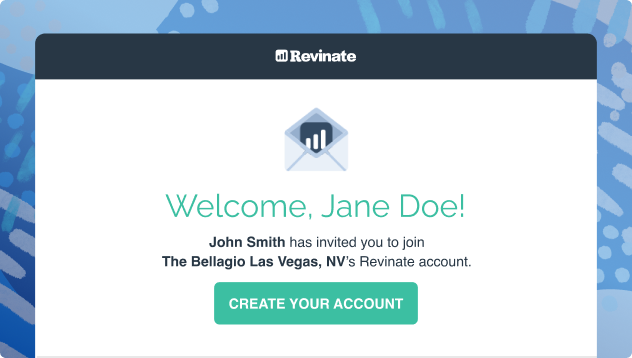 Revinate
Welcome, Jane Doe!
John Smith has invited you to join
The Bellagio Las Vegas, NV's Revinate account.
CREATE YOUR ACCOUNT